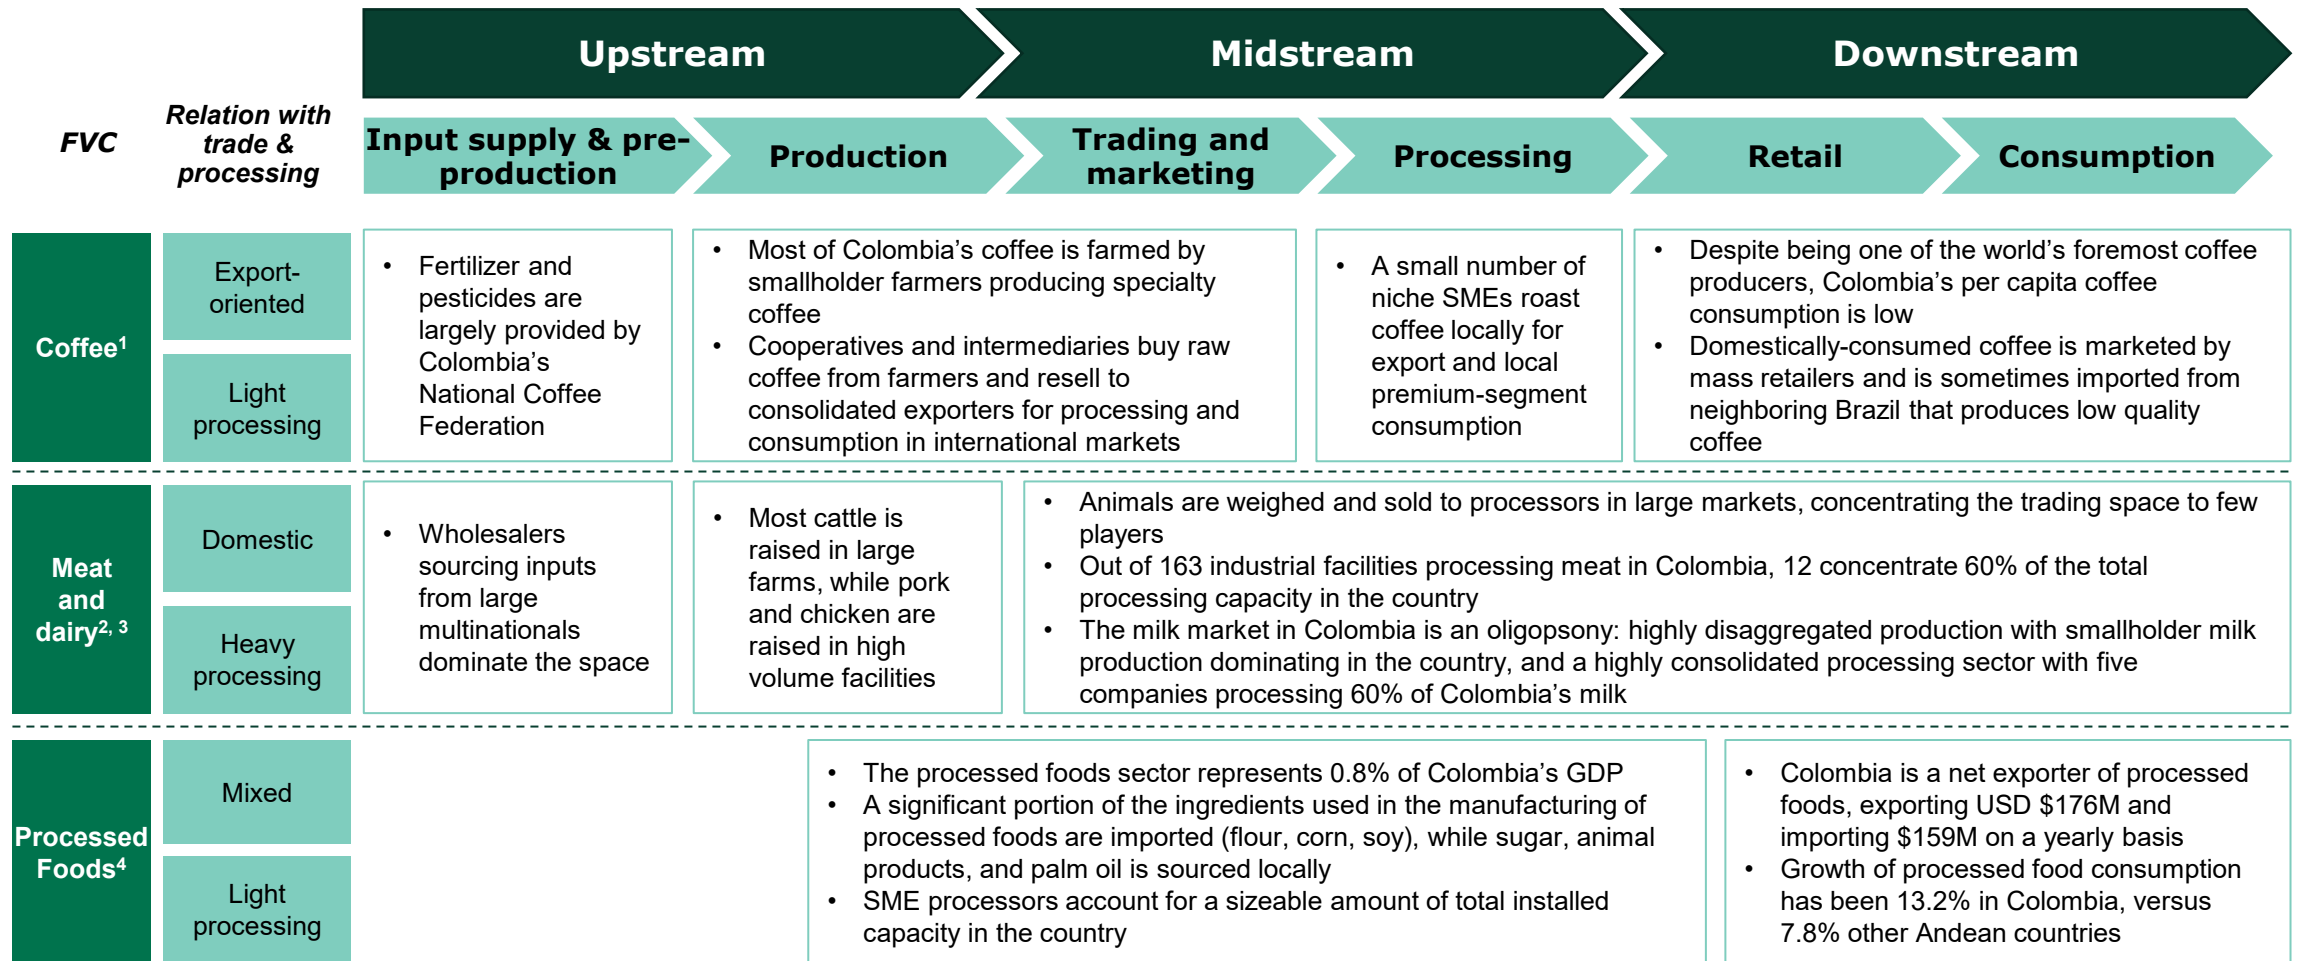 Upstream
Midstream
Downstream
FVC
Relation with
trade &
processing
Input supply & pre-
production
Production
Trading and
marketing
Processing
Retail
Consumption
Coffee1
Export-
oriented
Light
processing
• Fertilizer and
pesticides are
largely provided by
Colombia’s
National Coffee
Federation
• Most of Colombia’s coffee is farmed by
smallholder farmers producing specialty
coffee
• Cooperatives and intermediaries buy raw
coffee from farmers and resell to
consolidated exporters for processing and
consumption in international markets
• A small number of
niche SMEs roast
coffee locally for
export and local
premium-segment
consumption
• Despite being one of the world’s foremost coffee
producers, Colombia’s per capita coffee
consumption is low
• Domestically-consumed coffee is marketed by
mass retailers and is sometimes imported from
neighboring Brazil that produces low quality
coffee
Meat
and
dairy2, 3
Domestic
Heavy
processing
• Wholesalers
sourcing inputs
from large
multinationals
dominate the space
• Most cattle is
raised in large
farms, while pork
and chicken are
raised in high
volume facilities
• Animals are weighed and sold to processors in large markets, concentrating the trading space to few
players
• Out of 163 industrial facilities processing meat in Colombia, 12 concentrate 60% of the total
processing capacity in the country
• The milk market in Colombia is an oligopsony: highly disaggregated production with smallholder milk
production dominating in the country, and a highly consolidated processing sector with five
companies processing 60% of Colombia’s milk
Processed
Foods4
Mixed
Light
processing
• The processed foods sector represents 0.8% of Colombia’s GDP
• A significant portion of the ingredients used in the manufacturing of
processed foods are imported (flour, corn, soy), while sugar, animal
products, and palm oil is sourced locally
• SME processors account for a sizeable amount of total installed
capacity in the country
• Colombia is a net exporter of processed
foods, exporting USD $176M and
importing $159M on a yearly basis
• Growth of processed food consumption
has been 13.2% in Colombia, versus
7.8% other Andean countries